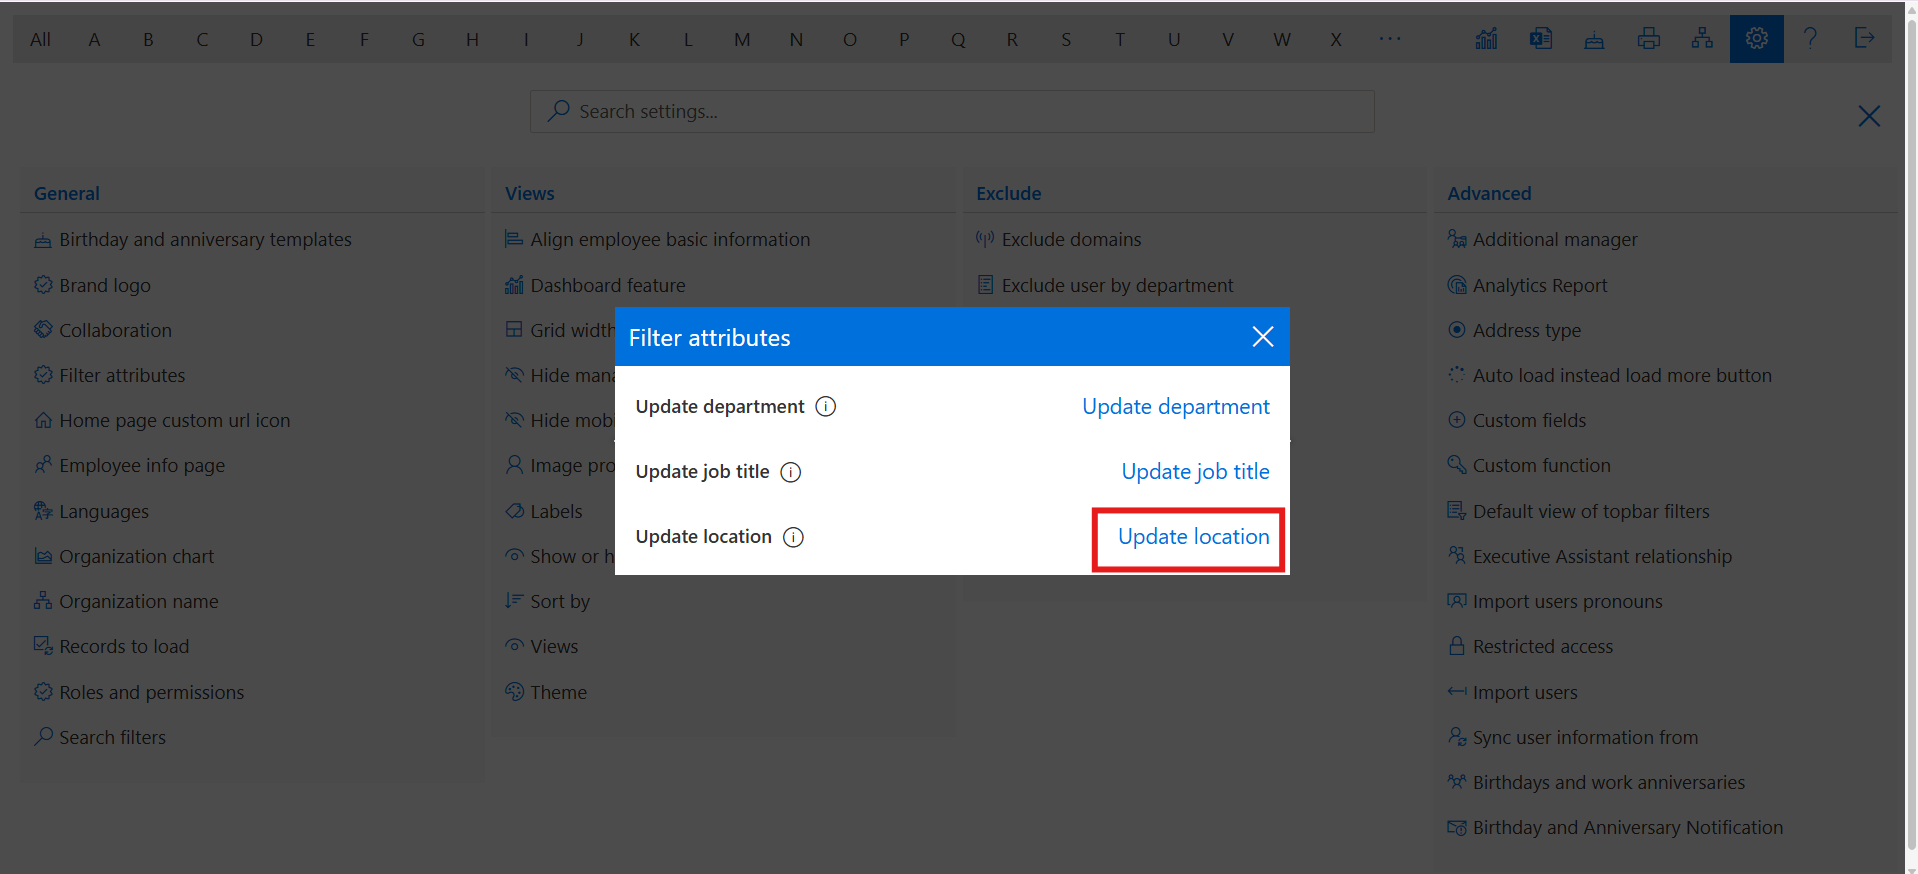 All A B C D E F G H I J K L M N O P Q R S T U V W X ...
Search settings...
General
Birthday and anniversary templates
Brand logo
Collaboration
Filter attributes
Home page custom url icon
Employee info page
Languages
Organization chart
Organization name
Records to load
Roles and permissions
Search filters
Views
Align employee basic information
Dashboard feature
Grid width
Hide mana
Hide mob
Image pro
Labels
Show or h
Sort by
Views
Theme
Exclude
Exclude domains
Exclude user by department
Filter attributes
Update department Update department
Update job title Update job title
Update location Update location
Advanced
Additional manager
Analytics Report
Address type
Auto load instead load more button
Custom fields
Custom function
Default view of topbar filters
Executive Assistant relationship
Import users pronouns
Restricted access
Import users
Sync user information from
Birthdays and work anniversaries
Birthday and Anniversary Notification